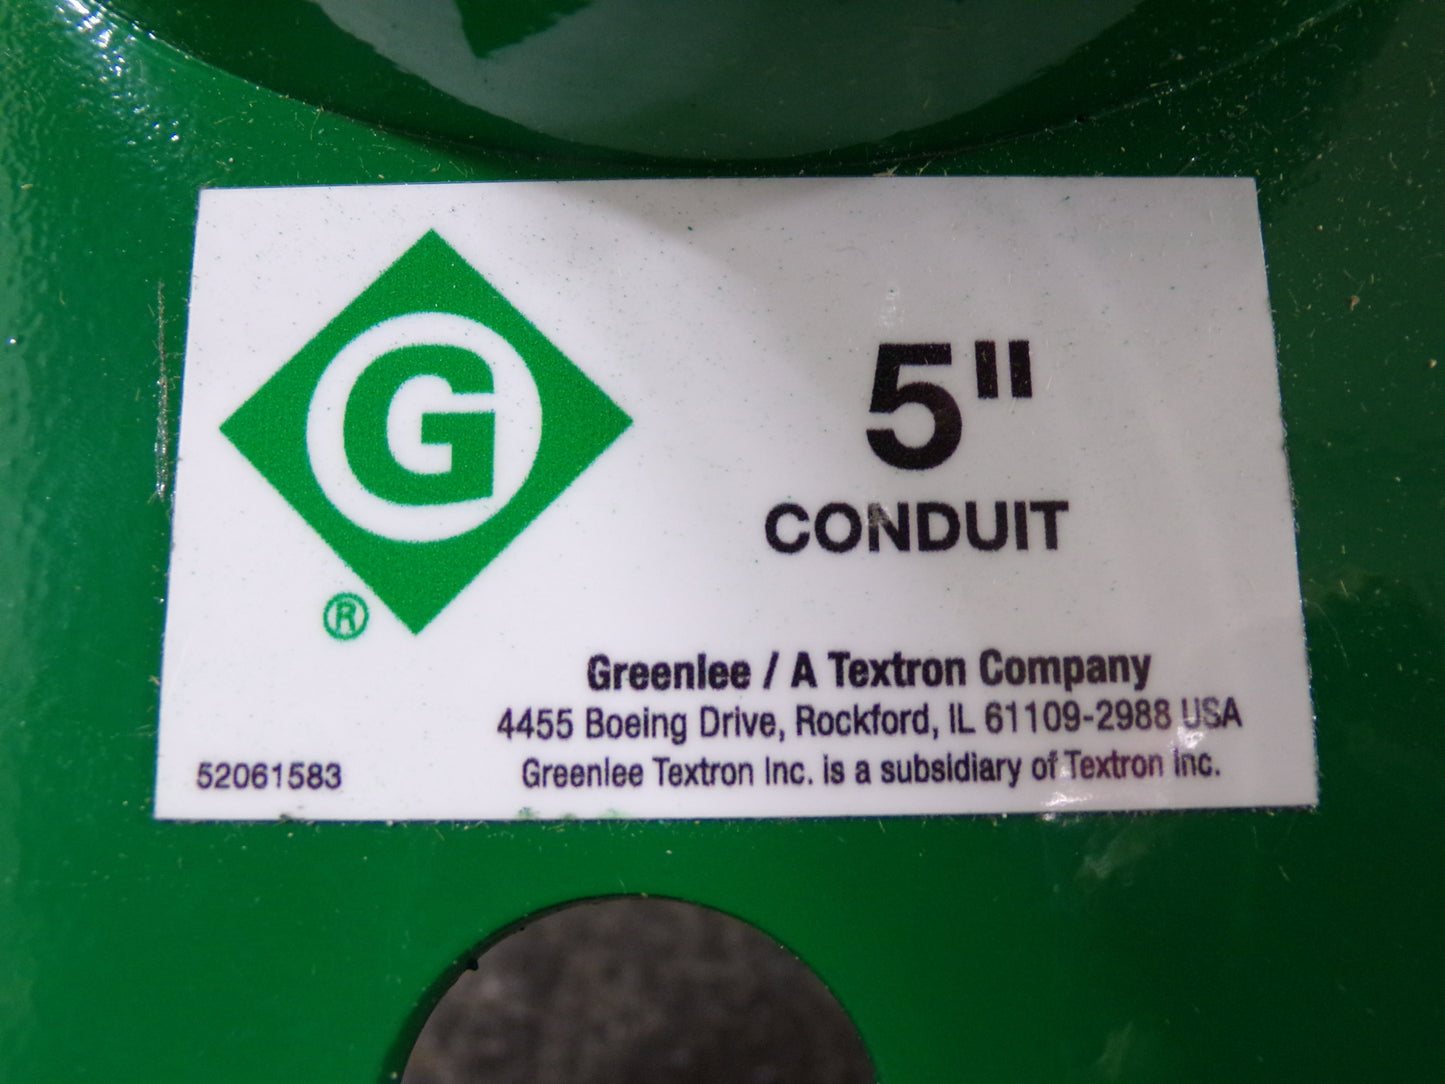 G
®
5"
CONDUIT
Greenlee / A Textron Company
4455 Boeing Drive, Rockford, IL 61109-2988 USA
52061583
Greenlee Textron Inc. is a subsidiary of Textron Inc.